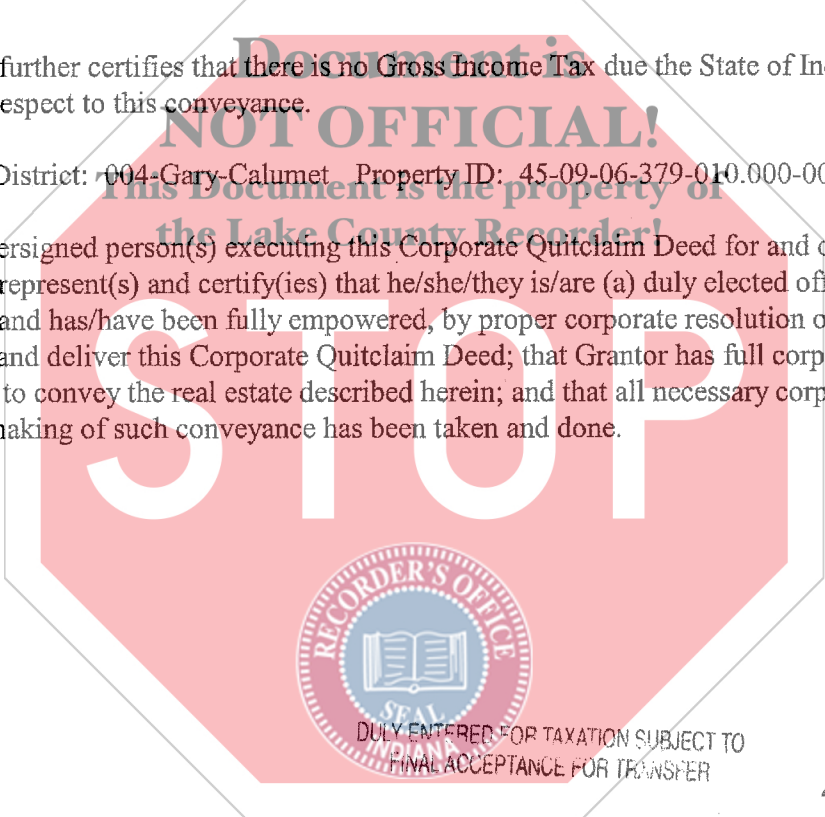 Document is
further certifies that there is no Gross Income Tax due the State of In
espect to this conveyance.
NOT OFFICIAL!
District: 004-Gary-Calumet Property ID: 45-09-06-379-010.000-00
This Document is the property of
the Lake County Recorder!
ersigned person(s) executing this Corporate Quitclaim Deed for and
represent(s) and certify(ies) that he/she/they is/are (a) duly elected of
and has/have been fully empowered, by proper corporate resolution o
and deliver this Corporate Quitclaim Deed; that Grantor has full corp
to convey the real estate described herein; and that all necessary corp
aking of such conveyance has been taken and done.
STOP
RECORDER'S OFFICE
SEAL
INDIANA
DULY ENTERED FOR TAXATION SUBJECT TO
FINAL ACCEPTANCE FOR TRANSFER